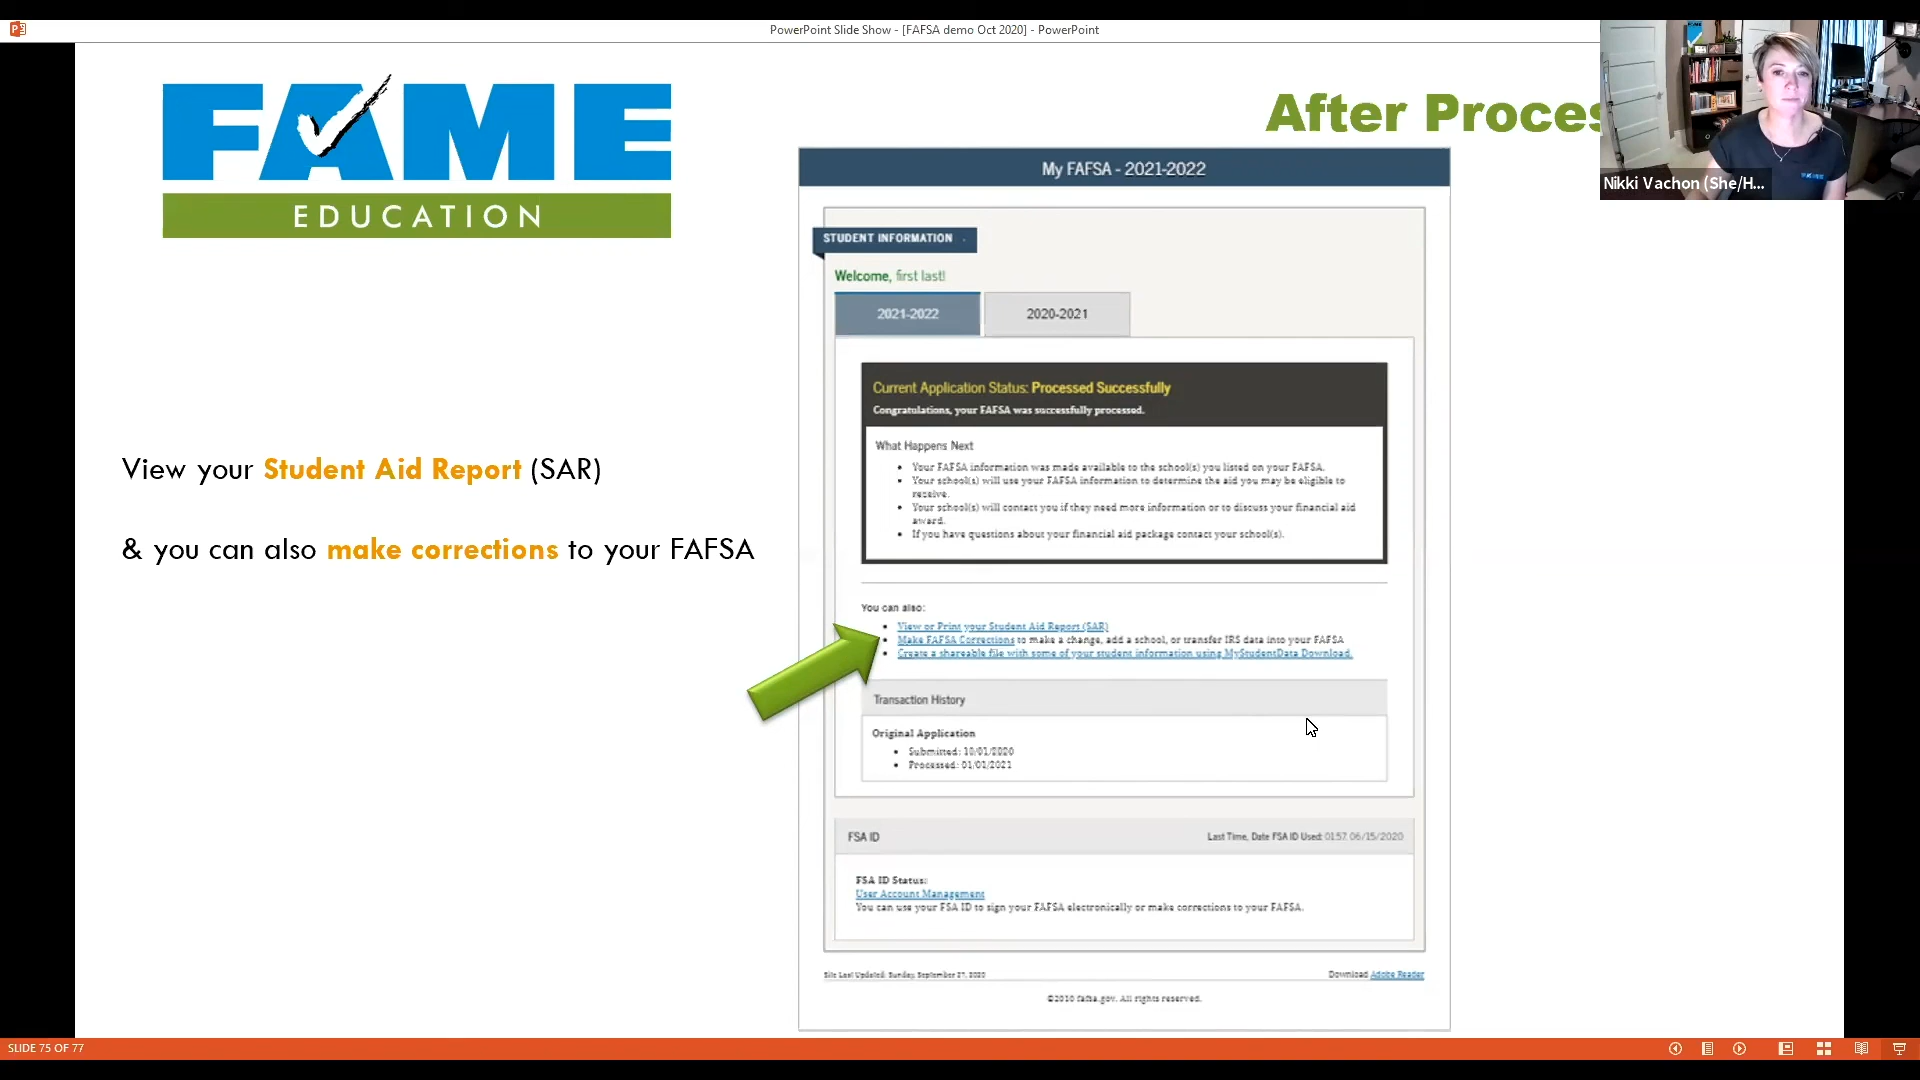 PowerPoint Slide Show - [FAFSA demo Oct 2020] - PowerPoint
FAME
EDUCATION
After Proces
Nikki Vachon (She/H...
View your Student Aid Report (SAR)
& you can also make corrections to your FAFSA
My FAFSA - 2021-2022
STUDENT INFORMATION
Welcome, first last!
2021-2022
2020-2021
Current Application Status: Processed Successfully
Congratulations, your FAFSA was successfully processed.
What Happens Next
Your FAFSA information was made available to the school(s) you listed on your FAFSA.
Your school(s) will use your FAFSA information to determine the aid you may be eligible to
receive.
Your school(s) will contact you if they need more information or to discuss your financial aid
award.
If you have questions about your financial aid package contact your school(s).
You can also:
View or Print your Student Aid Report (SAR)
Make FAFSA Corrections to make a change, add a school, or transfer IRS data into your FAFSA
Create a shareable file with some of your student information using MyStudentData Download.
Transaction History
Original Application
Submitted: 10/01/2020
Processed: 01/01/2021
FSA ID
Last Time, Date FSA ID Used: 01:57, 06/15/2020
FSA ID Status:
User Account Management
You can use your FSA ID to sign your FAFSA electronically or make corrections to your FAFSA.
Site Last Updated: Sunday, September 27, 2020
Download Adobe Reader
©2010 fafsa.gov. All rights reserved.
SLIDE 75 OF 77